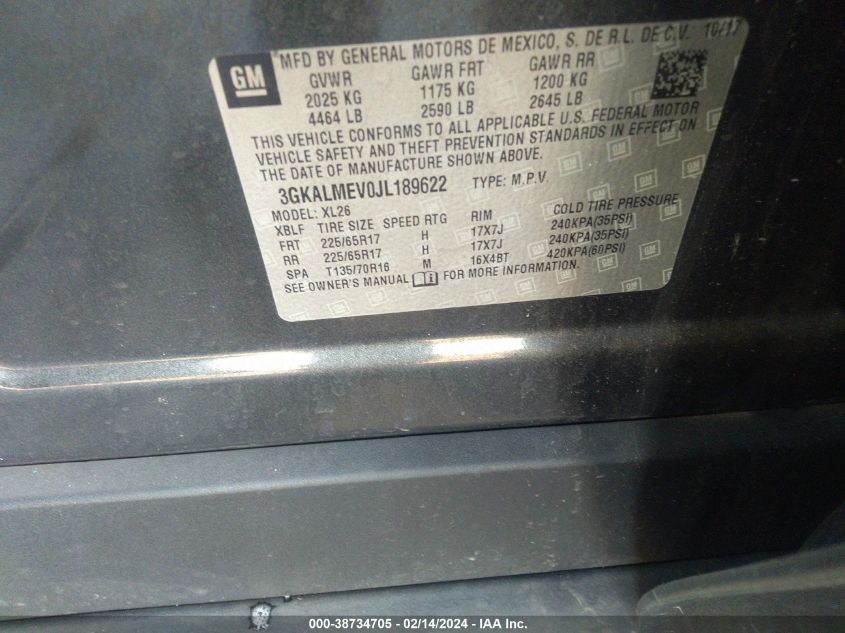 GM
MFD BY GENERAL MOTORS DE MEXICO, S. DE R.L. DE C.V. 10/17
GVWR GAWR FRT GAWR RR
2025 KG 1175 KG 1200 KG
4464 LB 2590 LB 2645 LB
THIS VEHICLE CONFORMS TO ALL APPLICABLE U.S. FEDERAL MOTOR
VEHICLE SAFETY AND THEFT PREVENTION STANDARDS IN EFFECT ON
THE DATE OF MANUFACTURE SHOWN ABOVE.
3GKALMEV0JL189622 TYPE: M.P.V.
MODEL: XL26
XBLF TIRE SIZE SPEED RTG RIM COLD TIRE PRESSURE
FRT 225/65R17 H 17X7J 240KPA(35PSI)
RR 225/65R17 H 17X7J 240KPA(35PSI)
SPA T135/70R16 M 16X4BT 420KPA(60PSI)
SEE OWNER'S MANUAL FOR MORE INFORMATION.
000-38734705 - 02/14/2024 - IAA Inc.